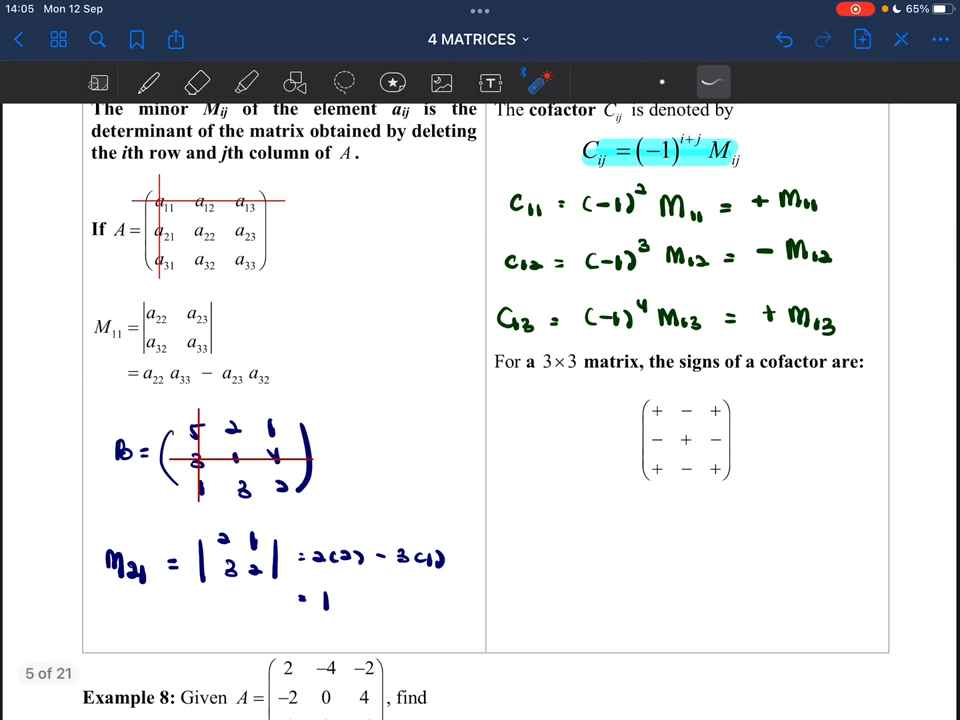 14:05 Mon 12 Sep
65%
4 MATRICES
The minor Mij of the element aij is the
determinant of the matrix obtained by deleting
the ith row and jth column of A.
If A = ( a11 a12 a13
a21 a22 a23
a31 a32 a33 )
M11 = | a22 a23
a32 a33 |
= a22 a33 − a23 a32
B = ( 5 2 1
3 1 4
1 3 2 )
M21 = | 2 1
3 2 | = 2(2) − 3(1)
= 1
The cofactor Cij is denoted by
Cij = (−1)^i+j Mij
C11 = (-1)^2 M11 = + M11
C12 = (-1)^3 M12 = - M12
C13 = (-1)^4 M13 = + M13
For a 3×3 matrix, the signs of a cofactor are:
( + − +
− + −
+ − + )
5 of 21
Example 8: Given A = ( 2 −4 −2
−2 0 4 ) , find